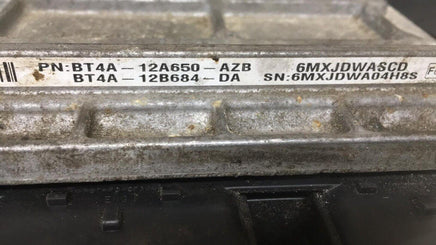 PN:BT4A-12A650-AZB 6MXJDWASCD
BT4A-12B684-DA SN:6MXJDWA04H8S